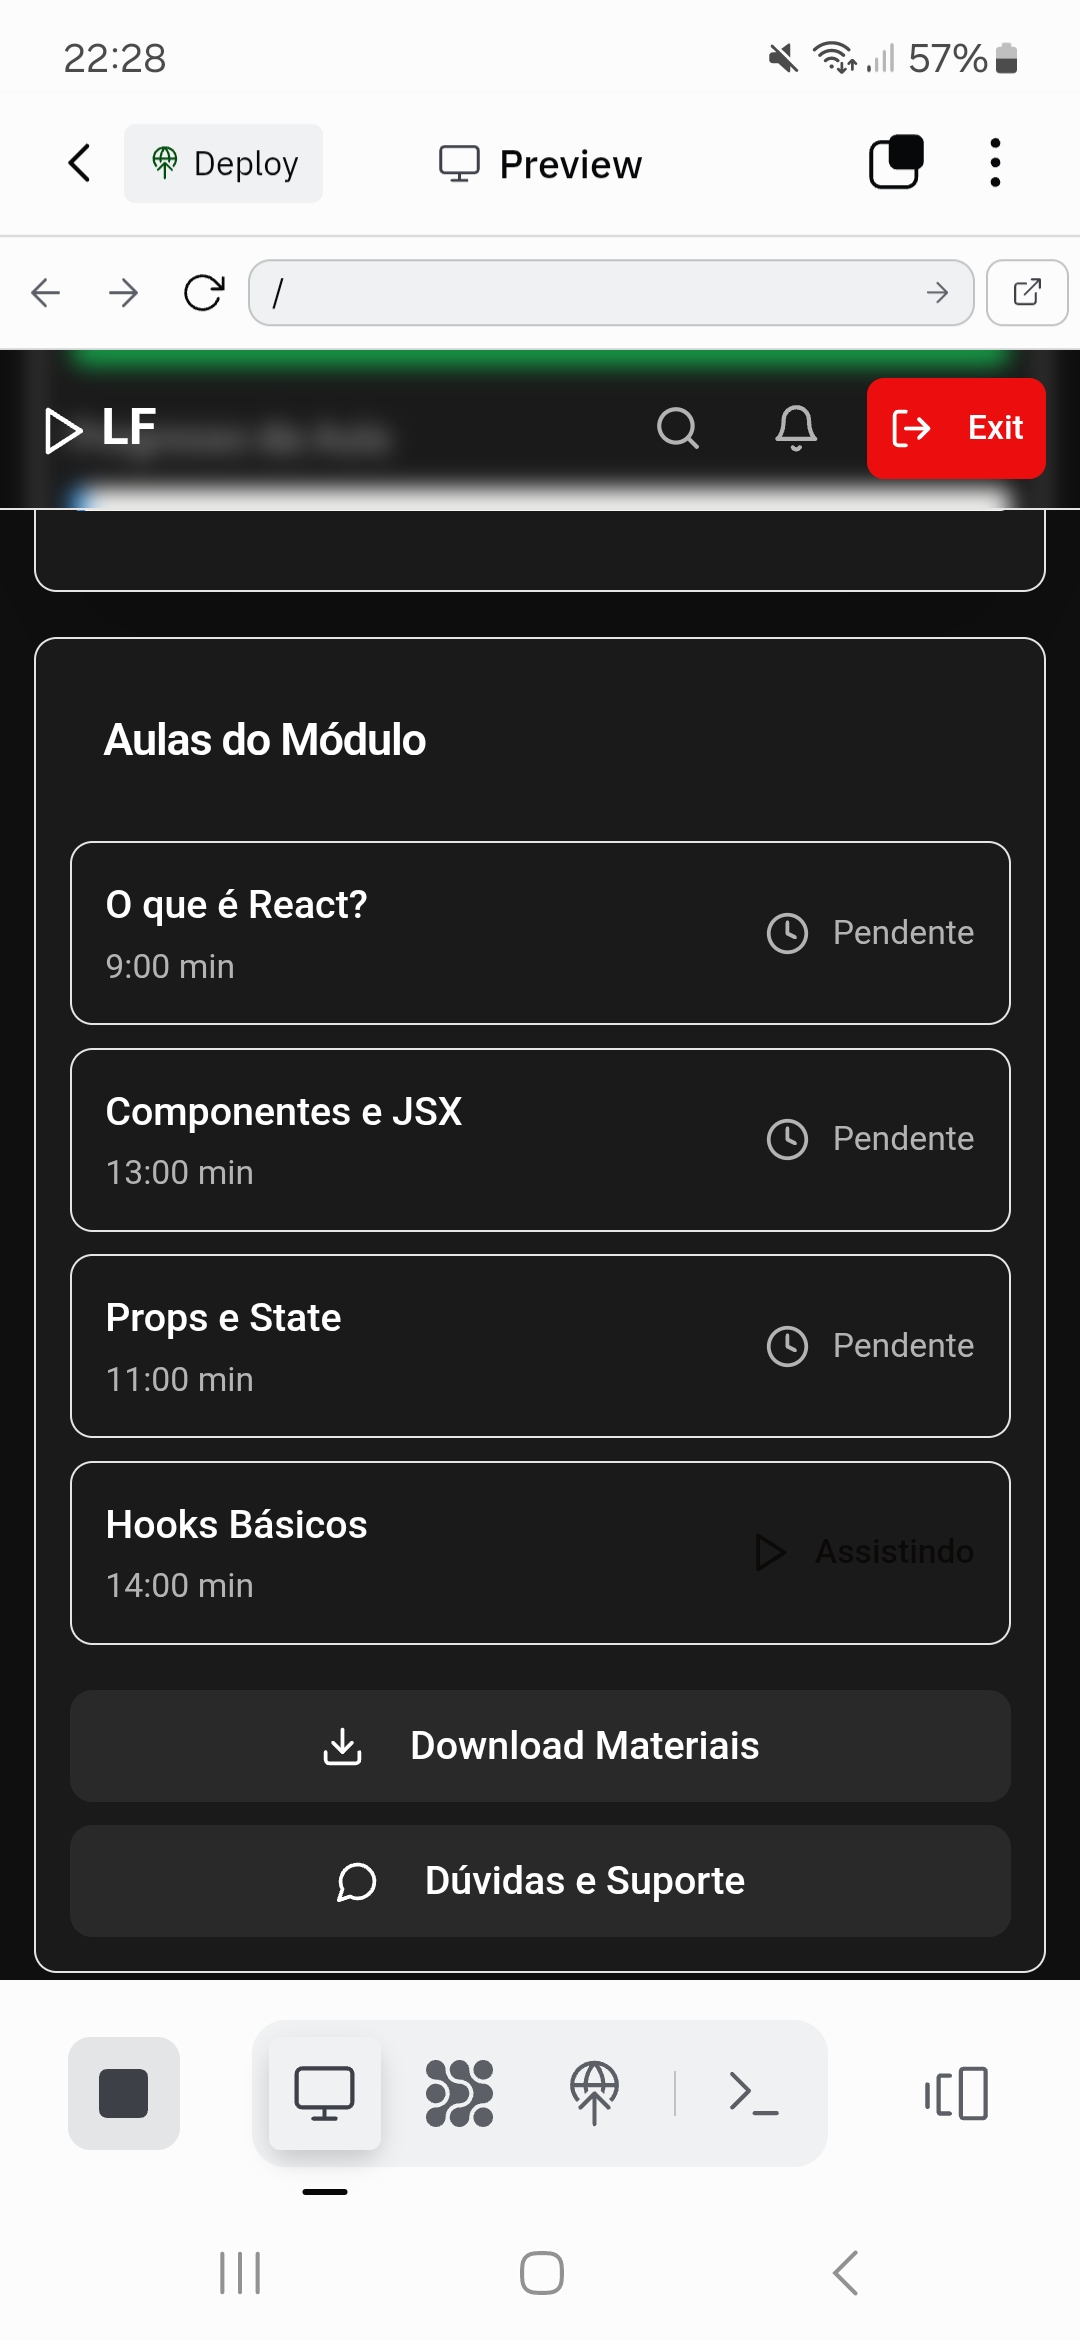 22:28
57%
Deploy
Preview
/
LF
Exit
Aulas do Módulo
O que é React?
9:00 min
Pendente
Componentes e JSX
13:00 min
Pendente
Props e State
11:00 min
Pendente
Hooks Básicos
14:00 min
Assistindo
Download Materiais
Dúvidas e Suporte